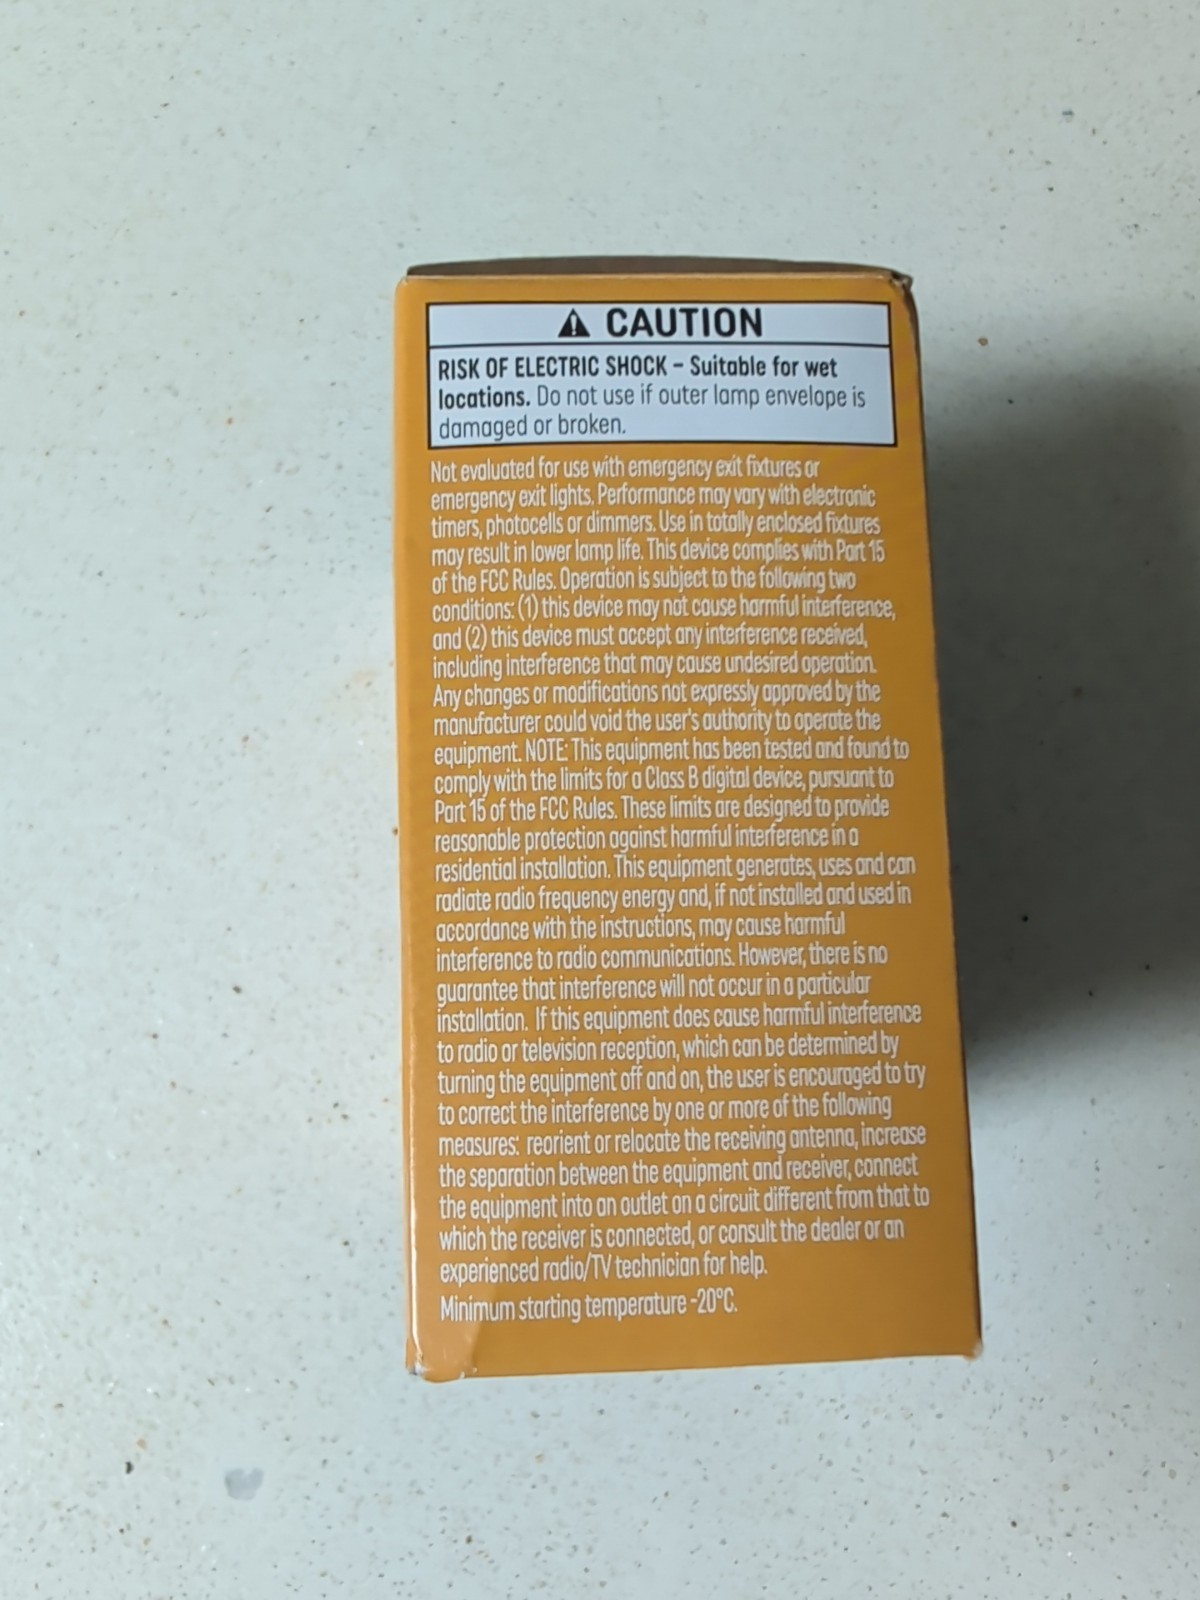 CAUTION
RISK OF ELECTRIC SHOCK – Suitable for wet
locations. Do not use if outer lamp envelope is
damaged or broken.
Not evaluated for use with emergency exit fixtures or
emergency exit lights. Performance may vary with electronic
timers, photocells or dimmers. Use in totally enclosed fixtures
may result in lower lamp life. This device complies with Part 15
of the FCC Rules. Operation is subject to the following two
conditions: (1) this device may not cause harmful interference,
and (2) this device must accept any interference received,
including interference that may cause undesired operation.
Any changes or modifications not expressly approved by the
manufacturer could void the user's authority to operate the
equipment. NOTE: This equipment has been tested and found to
comply with the limits for a Class B digital device, pursuant to
Part 15 of the FCC Rules. These limits are designed to provide
reasonable protection against harmful interference in a
residential installation. This equipment generates, uses and can
radiate radio frequency energy and, if not installed and used in
accordance with the instructions, may cause harmful
interference to radio communications. However, there is no
guarantee that interference will not occur in a particular
installation. If this equipment does cause harmful interference
to radio or television reception, which can be determined by
turning the equipment off and on, the user is encouraged to try
to correct the interference by one or more of the following
measures: reorient or relocate the receiving antenna, increase
the separation between the equipment and receiver, connect
the equipment into an outlet on a circuit different from that to
which the receiver is connected, or consult the dealer or an
experienced radio/TV technician for help.
Minimum starting temperature -20°C.